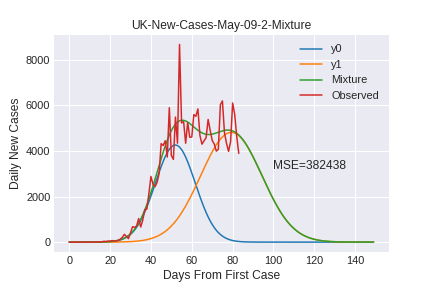 UK-New-Cases-May-09-2-Mixture
y0
y1
Mixture
Observed
MSE=382438
Daily New Cases
8000
6000
4000
2000
0
0 20 40 60 80 100 120 140
Days From First Case